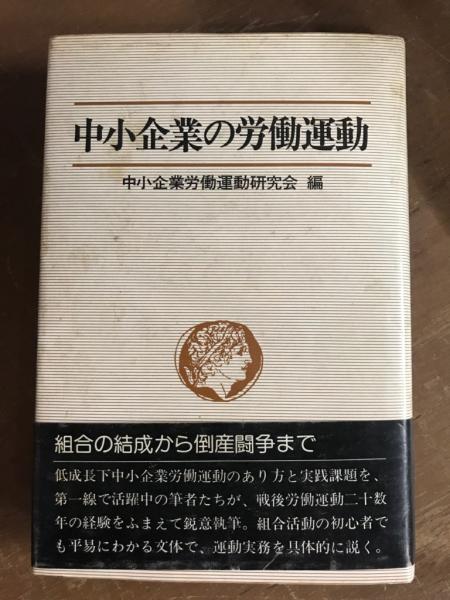 中小企業の労働運動
中小企業労働運動研究会 編
組合の結成から倒産闘争まで
低成長下中小企業労働運動のあり方と実践課題を、
第一線で活躍中の筆者たちが、戦後労働運動二十数
年の経験をふまえて鋭意執筆。組合活動の初心者で
も平易にわかる文体で、運動実務を具体的に説く。